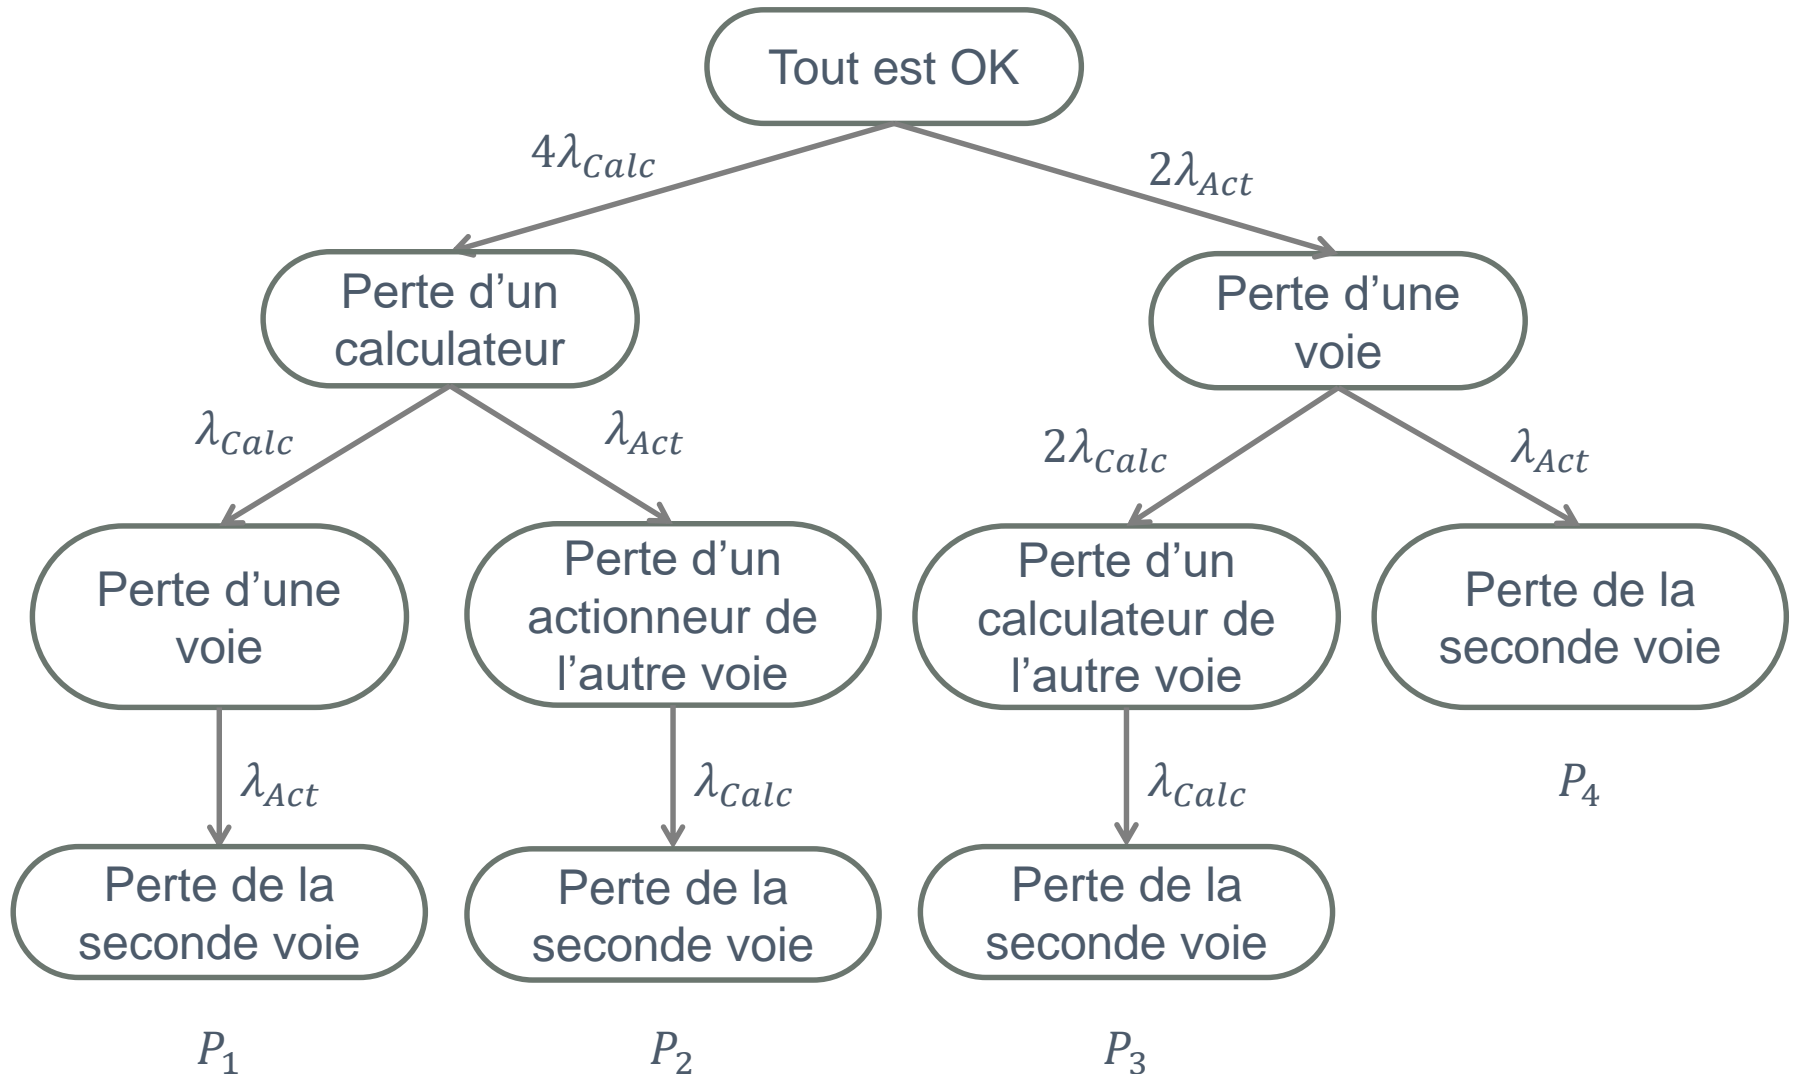 Tout est OK
4λ_Calc
2λ_Act
Perte d’un
calculateur
Perte d’une
voie
λ_Calc
λ_Act
2λ_Calc
λ_Act
Perte d’une
voie
Perte d’un
actionneur de
l’autre voie
Perte d’un
calculateur de
l’autre voie
Perte de la
seconde voie
λ_Act
λ_Calc
λ_Calc
P_4
Perte de la
seconde voie
Perte de la
seconde voie
Perte de la
seconde voie
P_1
P_2
P_3